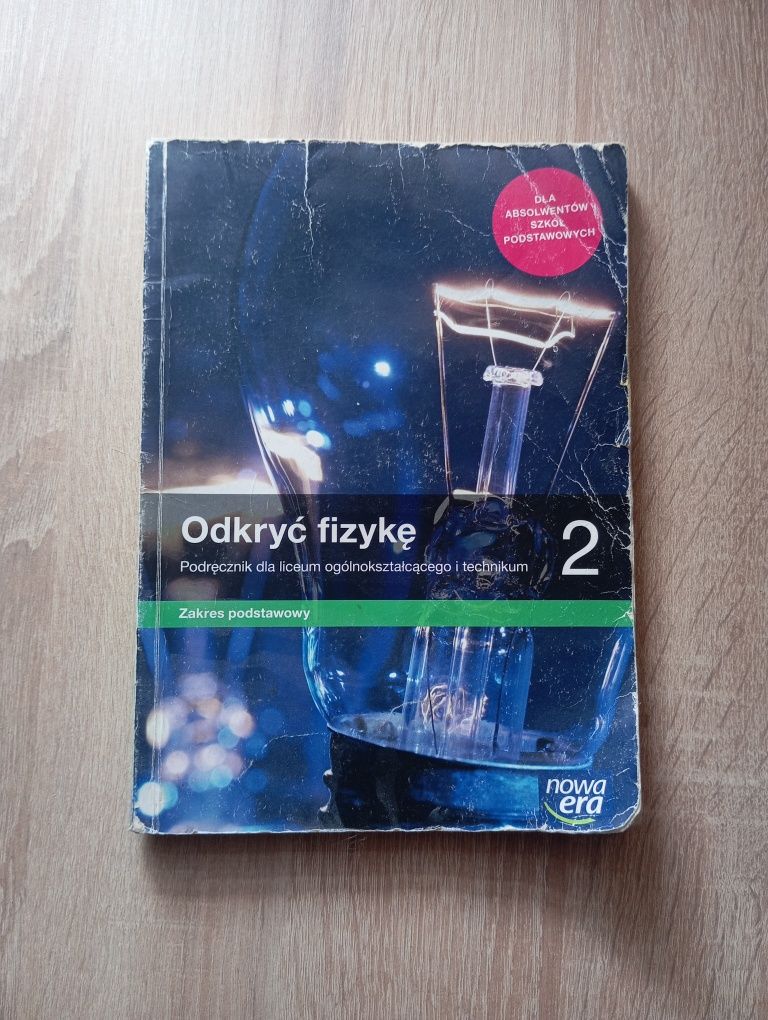 DLA
ABSOLWENTÓW
SZKÓŁ
PODSTAWOWYCH
Odkryć fizykę
2
Podręcznik dla liceum ogólnokształcącego i technikum
Zakres podstawowy
nowa
era